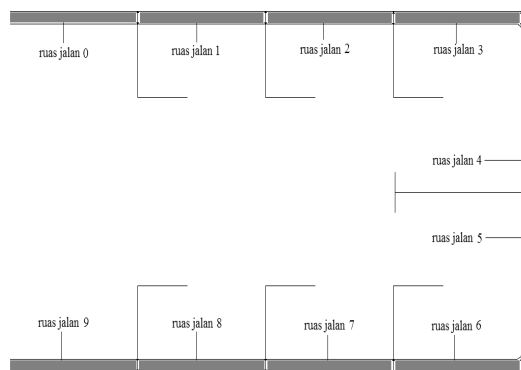 ruas jalan 0
ruas jalan 1
ruas jalan 2
ruas jalan 3
ruas jalan 4
ruas jalan 5
ruas jalan 9
ruas jalan 8
ruas jalan 7
ruas jalan 6